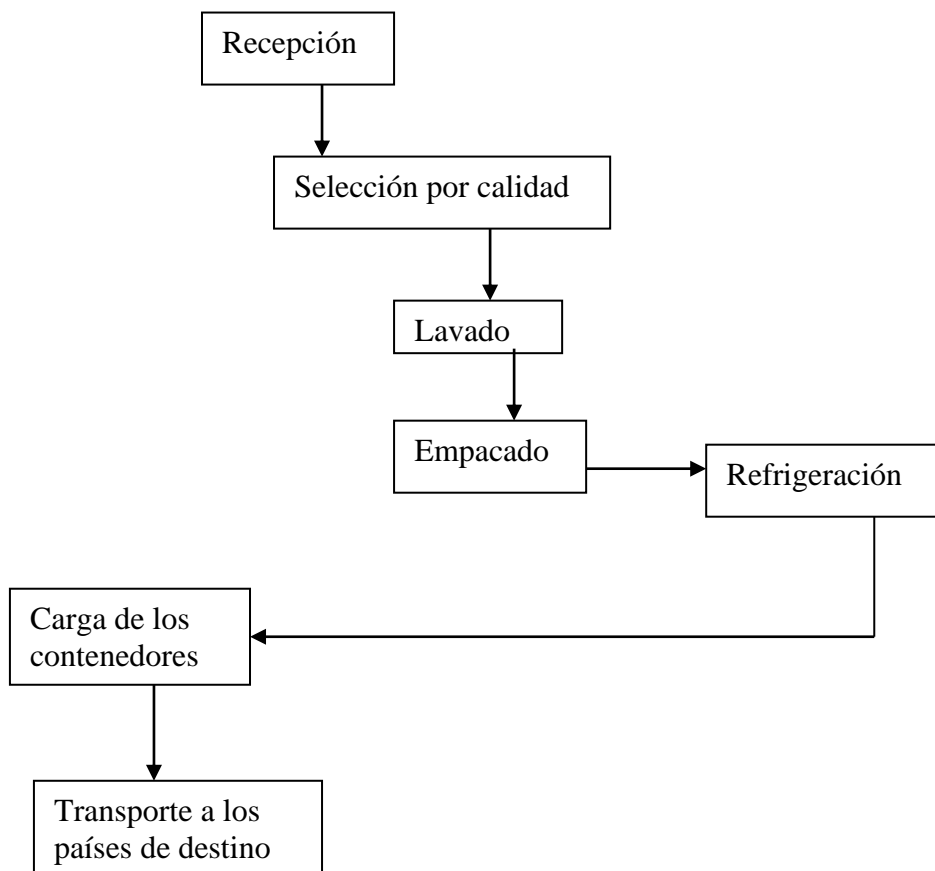 Recepción
Selección por calidad
Lavado
Empacado
Refrigeración
Carga de los
contenedores
Transporte a los
países de destino